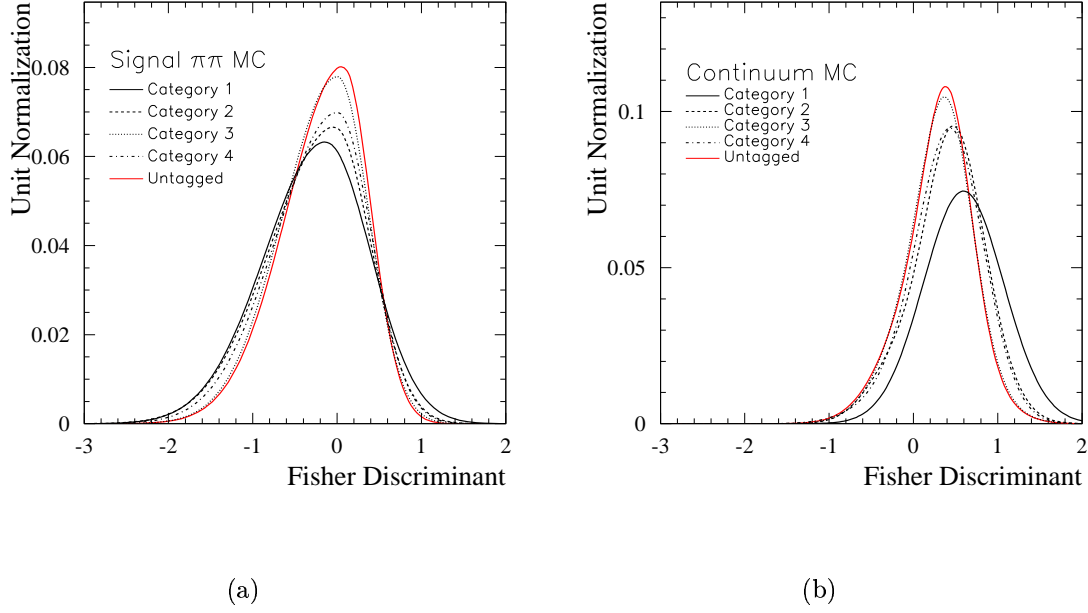 Unit Normalization
Signal ππ MC
Category 1
Category 2
Category 3
Category 4
Untagged
0.08
0.06
0.04
0.02
0
-3 -2 -1 0 1 2
Fisher Discriminant
(a)
Unit Normalization
Continuum MC
Category 1
Category 2
Category 3
Category 4
Untagged
0.1
0.05
0
-3 -2 -1 0 1 2
Fisher Discriminant
(b)